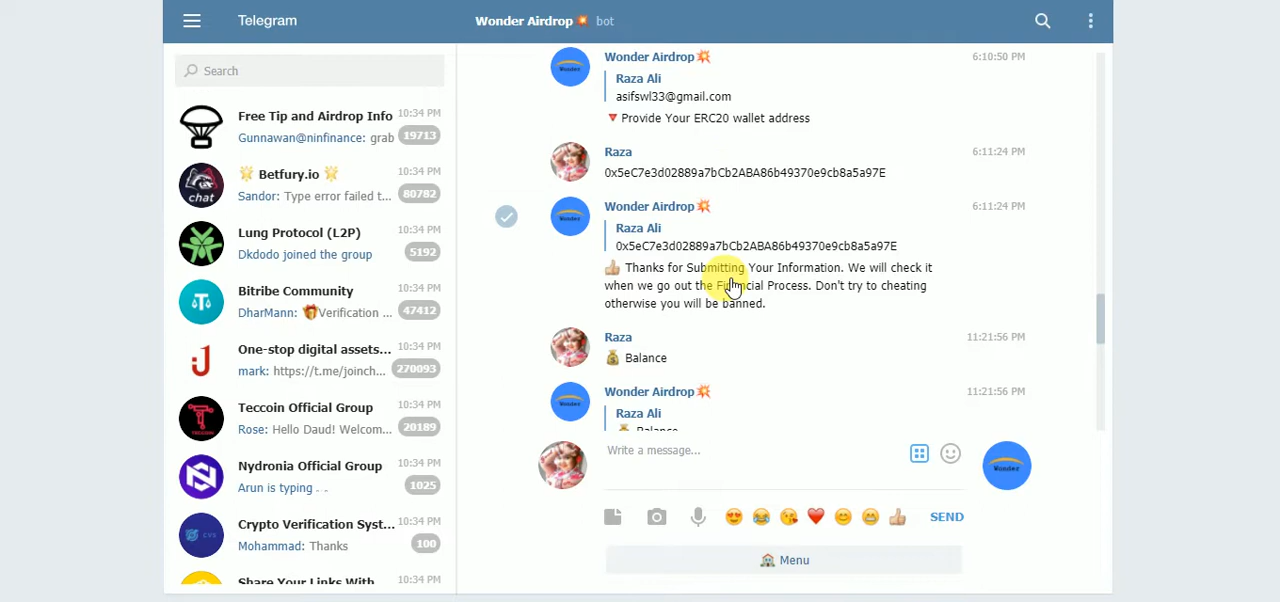 Telegram
Wonder Airdrop💥 bot
Search
Free Tip and Airdrop Info 10:34 PM
Gunnawan@ninfinance: grab 19713
🌟 Betfury.io 🌟 10:34 PM
Sandor: Type error failed t... 80782
chat
Lung Protocol (L2P) 10:34 PM
Dkdodo joined the group 5192
Bitribe Community 10:34 PM
DharMann: 🎁Verification ... 47412
One-stop digital assets... 10:34 PM
mark: https://t.me/joinch... 270093
Teccoin Official Group 10:34 PM
Rose: Hello Daud! Welcom... 20189
TECCOIN
Nydronia Official Group 10:34 PM
Arun is typing 1025
Crypto Verification Syst... 10:34 PM
Mohammad: Thanks 100
CVS
Share Your Links With 10:34 PM
Wonder Airdrop💥 6:10:50 PM
Wonder
Raza Ali
asifswl33@gmail.com
🔻 Provide Your ERC20 wallet address
Raza 6:11:24 PM
0x5eC7e3d02889a7bCb2ABA86b49370e9cb8a5a97E
Wonder Airdrop💥 6:11:24 PM
Wonder
Raza Ali
0x5eC7e3d02889a7bCb2ABA86b49370e9cb8a5a97E
👍 Thanks for Submitting Your Information. We will check it
when we go out the Financial Process. Don't try to cheating
otherwise you will be banned.
Raza 11:21:56 PM
💰 Balance
Wonder Airdrop💥 11:21:56 PM
Wonder
Raza Ali
💰 Balance
Write a message...
Wonder
😍 😂 😘 ❤️ 😊 😁 👍 SEND
🏠 Menu